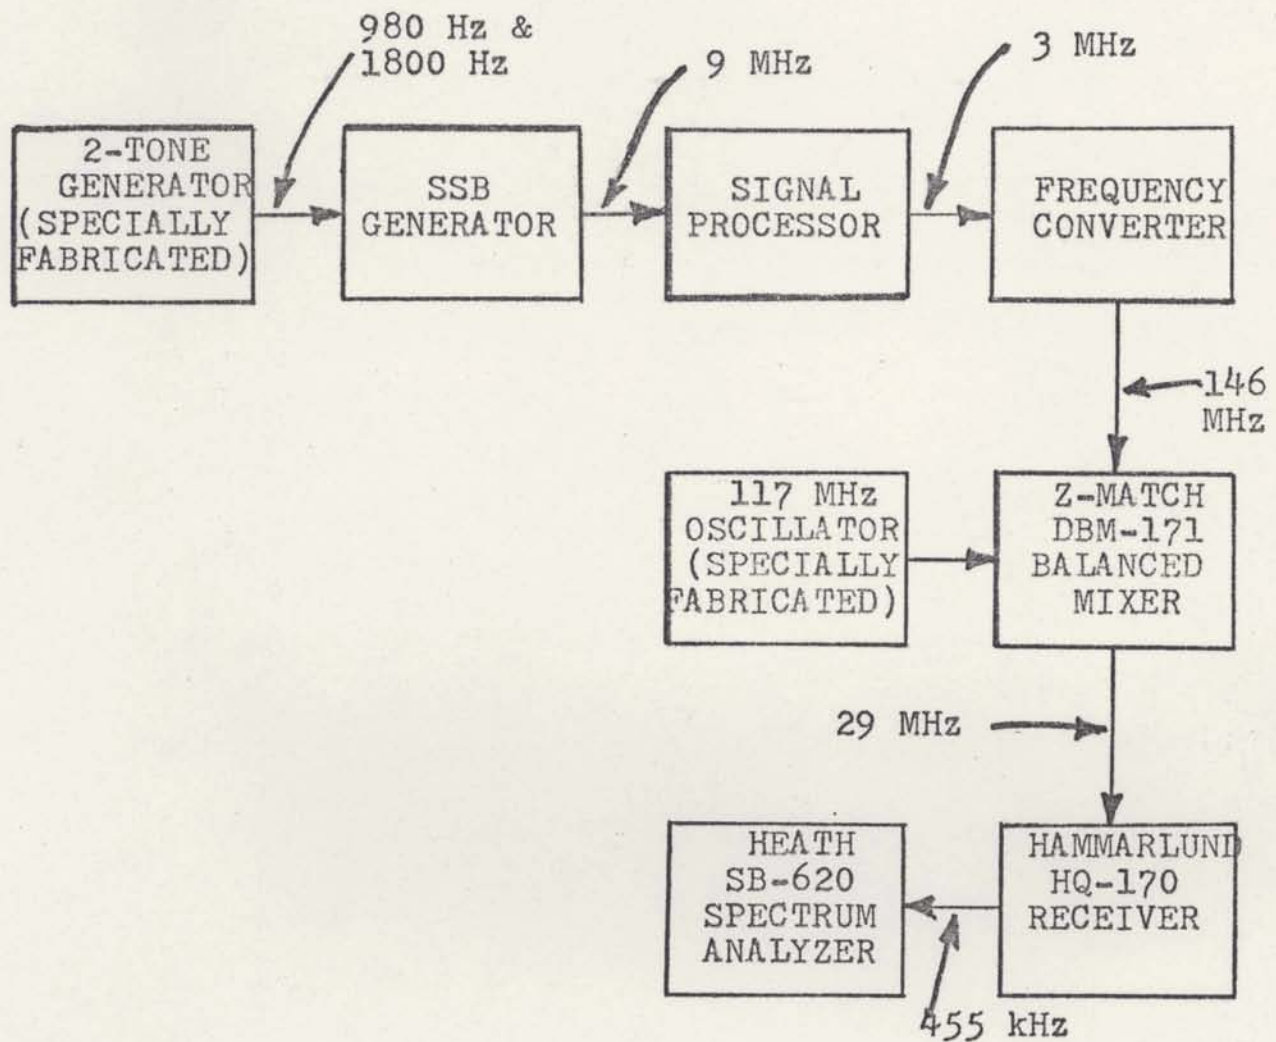 980 Hz &
1800 Hz
9 MHz
3 MHz
2-TONE
GENERATOR
(SPECIALLY
FABRICATED)
SSB
GENERATOR
SIGNAL
PROCESSOR
FREQUENCY
CONVERTER
146
MHz
117 MHz
OSCILLATOR
(SPECIALLY
FABRICATED)
Z-MATCH
DBM-171
BALANCED
MIXER
29 MHz
HEATH
SB-620
SPECTRUM
ANALYZER
HAMMARLUND
HQ-170
RECEIVER
455 kHz